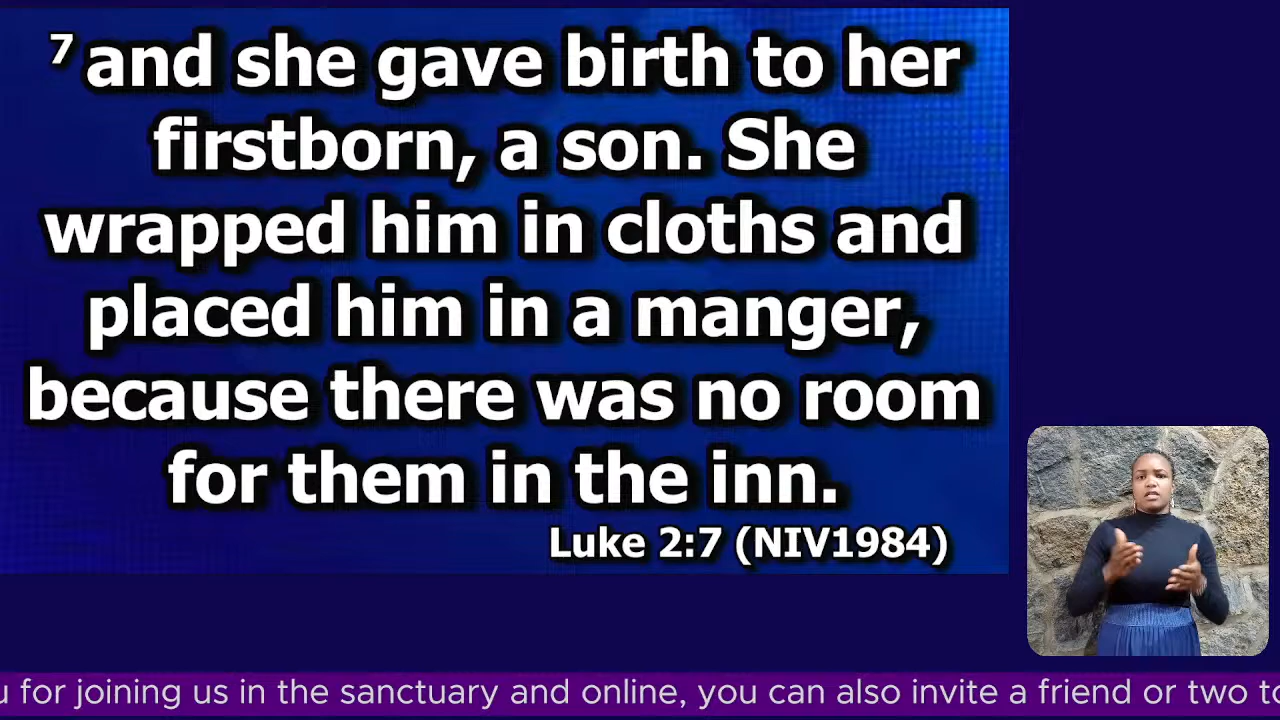 7 and she gave birth to her
firstborn, a son. She
wrapped him in cloths and
placed him in a manger,
because there was no room
for them in the inn.
Luke 2:7 (NIV1984)
for joining us in the sanctuary and online, you can also invite a friend or two